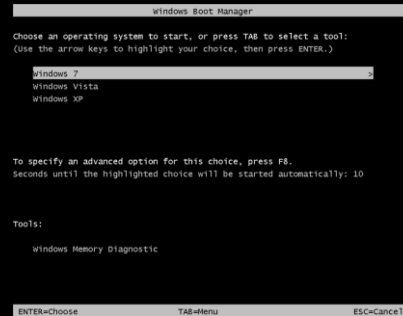 Windows Boot Manager
Choose an operating system to start, or press TAB to select a tool:
(Use the arrow keys to highlight your choice, then press ENTER.)
Windows 7 >
Windows Vista
Windows XP
To specify an advanced option for this choice, press F8.
Seconds until the highlighted choice will be started automatically: 10
Tools:
Windows Memory Diagnostic
ENTER=Choose TAB=Menu ESC=Cancel